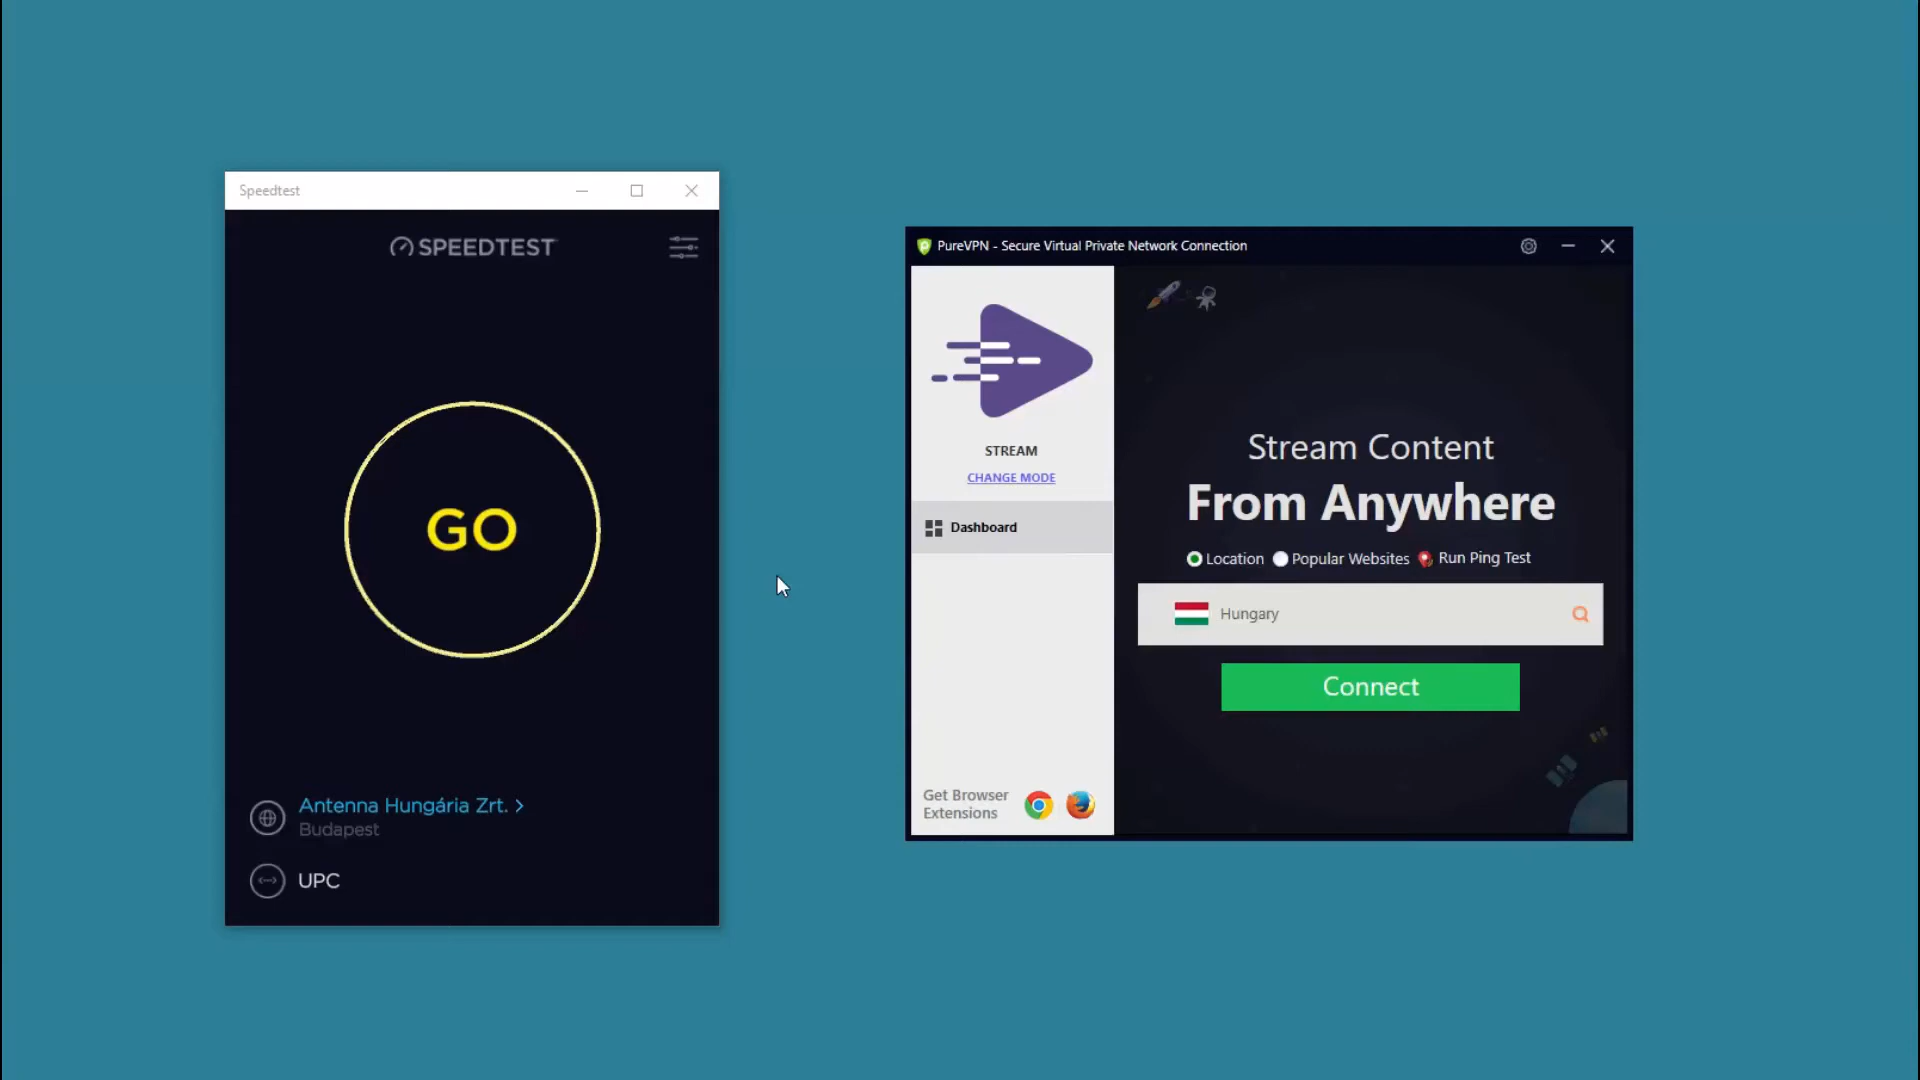 Speedtest
SPEEDTEST
GO
Antenna Hungária Zrt. >
Budapest
UPC
PureVPN - Secure Virtual Private Network Connection
STREAM
CHANGE MODE
Dashboard
Get Browser
Extensions
Stream Content
From Anywhere
Location Popular Websites Run Ping Test
Hungary
Connect